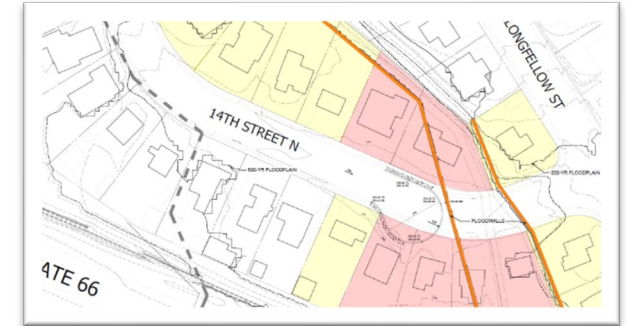 LONGFELLOW ST
14TH STREET N
500-YR FLOODPLAIN
500-YR FLOODPLAIN
FLOODWALLS
ATE 66